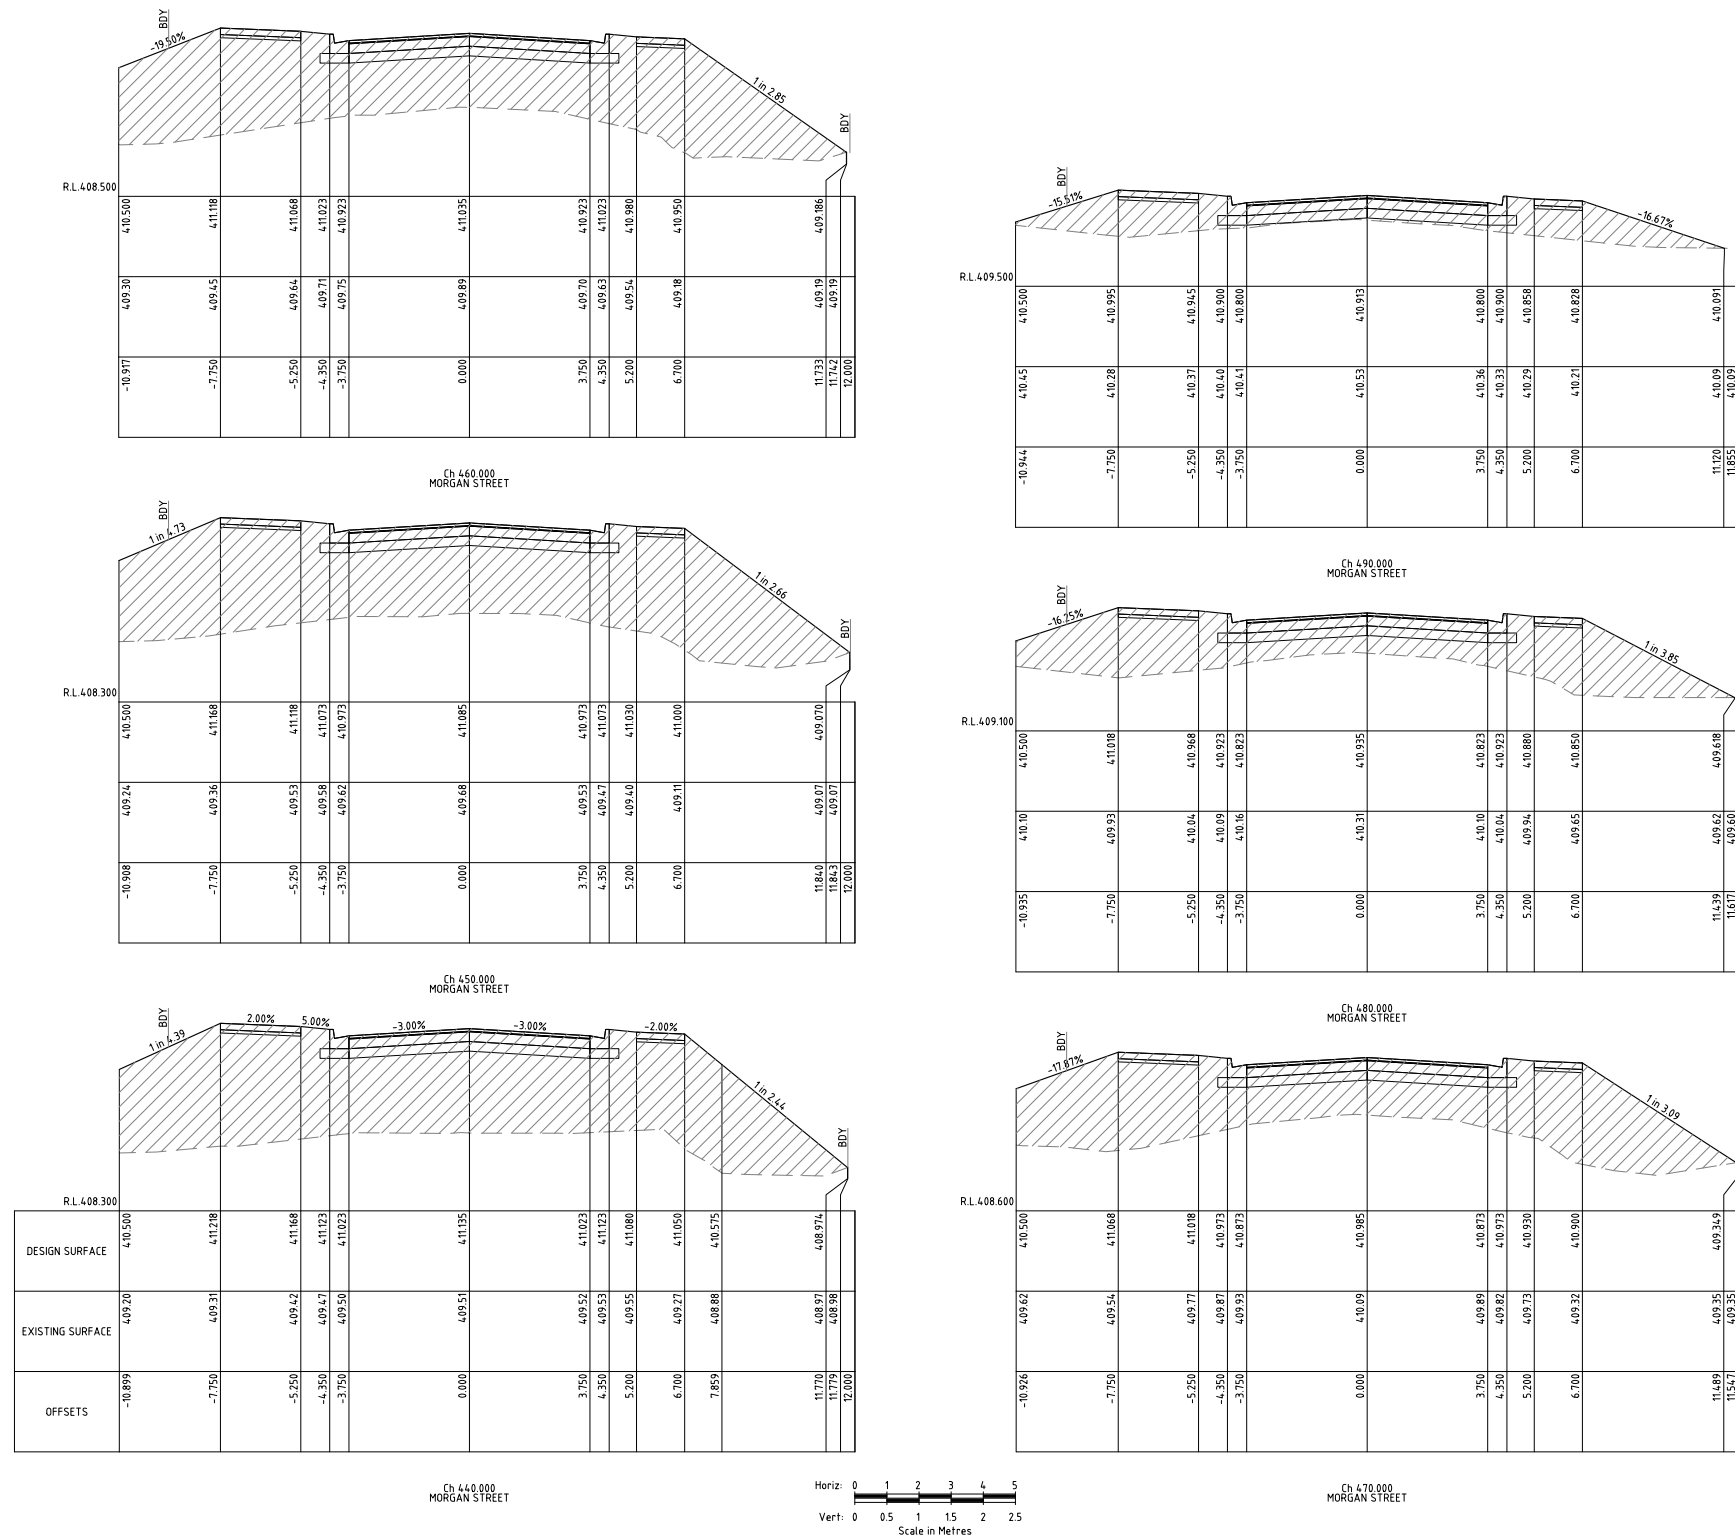 BDY
-19.50%
1 in 2.85
BDY
R.L.408.500
410.500 411.118 411.068 411.023 410.923 411.035 410.923 411.023 410.980 410.950 409.186
409.30 409.45 409.64 409.71 409.75 409.89 409.70 409.63 409.54 409.18 409.19 409.19
-10.917 -7.750 -5.250 -4.350 -3.750 0.000 3.750 4.350 5.200 6.700 11.733 11.742 12.000
Ch 460.000
MORGAN STREET
BDY
1 in 4.73
1 in 2.66
BDY
R.L.408.300
410.500 411.168 411.118 411.073 410.973 411.085 410.973 411.073 411.030 411.000 409.070
409.24 409.36 409.53 409.58 409.62 409.68 409.53 409.47 409.40 409.11 409.07 409.07
-10.908 -7.750 -5.250 -4.350 -3.750 0.000 3.750 4.350 5.200 6.700 11.840 11.843 12.000
Ch 450.000
MORGAN STREET
BDY
1 in 4.39
2.00% 5.00% -3.00% -3.00% -2.00%
1 in 2.44
BDY
R.L.408.300
DESIGN SURFACE 410.500 411.218 411.168 411.123 411.023 411.135 411.023 411.123 411.080 411.050 410.575 408.974
EXISTING SURFACE 409.20 409.31 409.42 409.47 409.50 409.51 409.52 409.53 409.55 409.27 408.88 408.97 408.98
OFFSETS -10.899 -7.750 -5.250 -4.350 -3.750 0.000 3.750 4.350 5.200 6.700 7.859 11.770 11.779 12.000
Ch 440.000
MORGAN STREET
BDY
-15.51%
-16.67%
R.L.409.500
410.500 410.995 410.945 410.900 410.800 410.913 410.800 410.900 410.858 410.828 410.091
410.45 410.28 410.37 410.40 410.41 410.53 410.36 410.33 410.29 410.21 410.09 410.09
-10.944 -7.750 -5.250 -4.350 -3.750 0.000 3.750 4.350 5.200 6.700 11.120 11.855
Ch 490.000
MORGAN STREET
BDY
-16.25%
1 in 3.85
R.L.409.100
410.500 411.018 410.968 410.923 410.823 410.935 410.823 410.923 410.880 410.850 409.618
410.10 409.93 410.04 410.09 410.16 410.31 410.10 410.04 409.94 409.65 409.62 409.60
-10.935 -7.750 -5.250 -4.350 -3.750 0.000 3.750 4.350 5.200 6.700 11.439 11.617
Ch 480.000
MORGAN STREET
BDY
-17.87%
1 in 3.09
R.L.408.600
410.500 411.068 411.018 410.973 410.873 410.985 410.873 410.973 410.930 410.900 409.349
409.62 409.54 409.77 409.87 409.93 410.09 409.89 409.82 409.73 409.32 409.35 409.35
-10.926 -7.750 -5.250 -4.350 -3.750 0.000 3.750 4.350 5.200 6.700 11.489 11.547
Ch 470.000
MORGAN STREET
Horiz: 0 1 2 3 4 5
Vert: 0 0.5 1 1.5 2 2.5
Scale in Metres